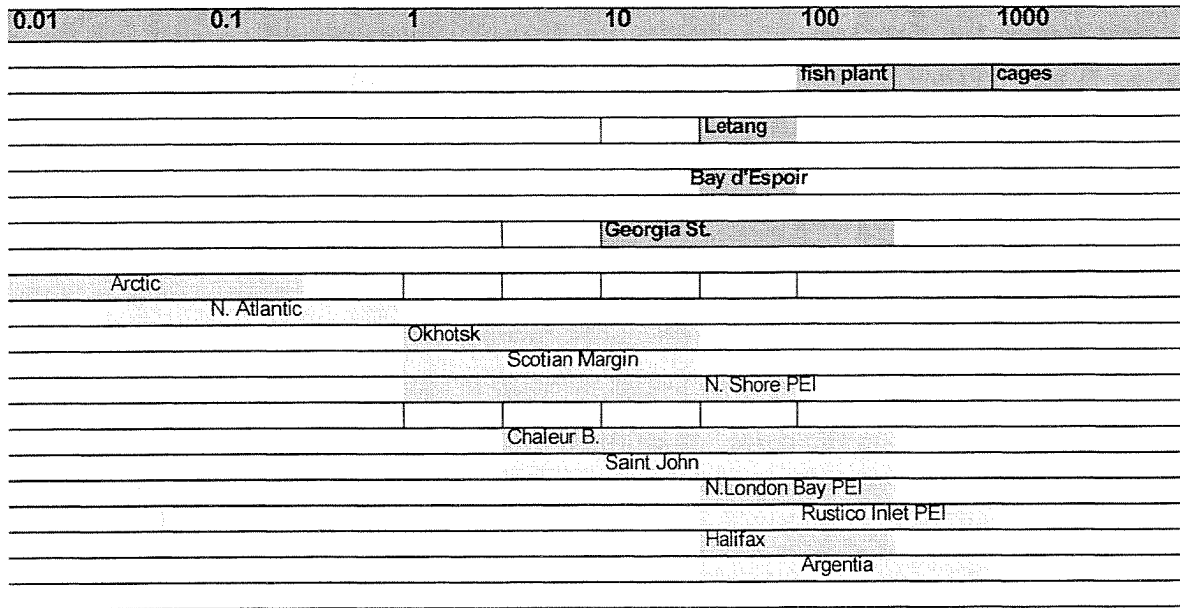 0.01 0.1 1 10 100 1000
fish plant cages
Letang
Bay d'Espoir
Georgia St.
Arctic
N. Atlantic
Okhotsk
Scotian Margin
N. Shore PEI
Chaleur B.
Saint John
N.London Bay PEI
Rustico Inlet PEI
Halifax
Argentia